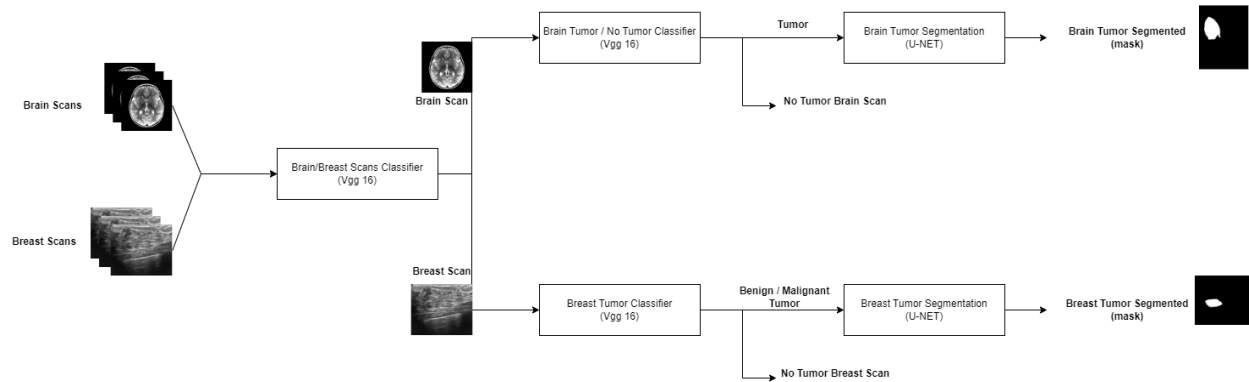 Brain Scans
Breast Scans
Brain/Breast Scans Classifier
(Vgg 16)
Brain Scan
Brain Tumor / No Tumor Classifier
(Vgg 16)
Tumor
Brain Tumor Segmentation
(U-NET)
Brain Tumor Segmented
(mask)
No Tumor Brain Scan
Breast Scan
Breast Tumor Classifier
(Vgg 16)
Benign / Malignant
Tumor
Breast Tumor Segmentation
(U-NET)
Breast Tumor Segmented
(mask)
No Tumor Breast Scan